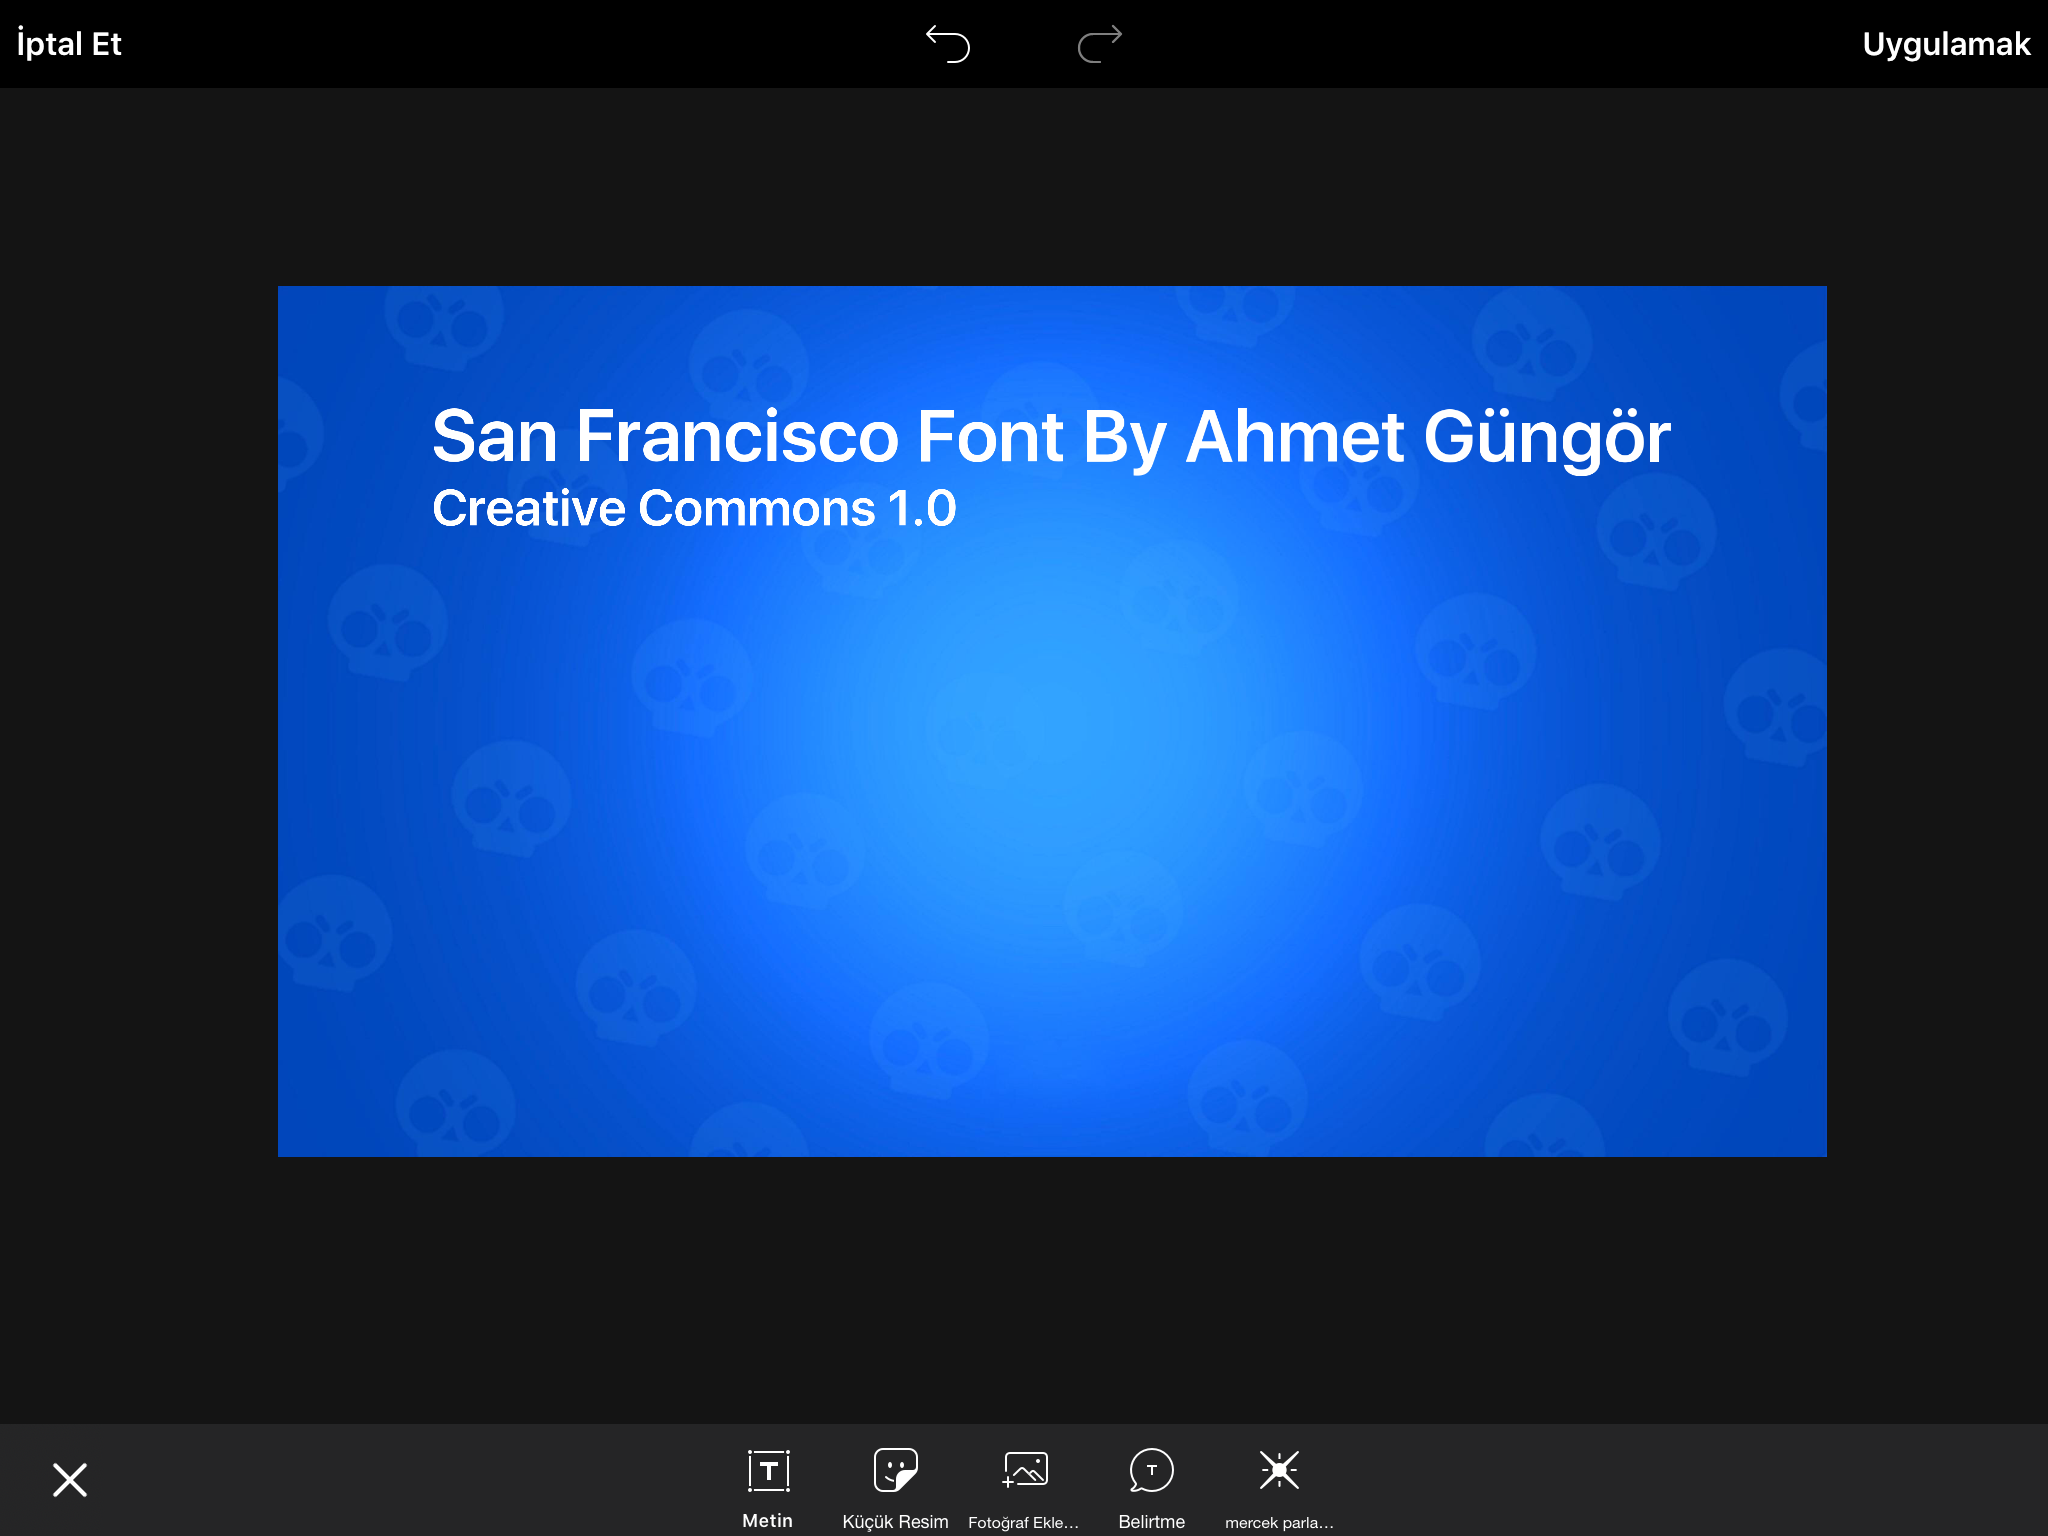 İptal Et
Uygulamak
San Francisco Font By Ahmet Güngör
Creative Commons 1.0
T
T
Metin
Küçük Resim
Fotoğraf Ekle...
Belirtme
mercek parla...